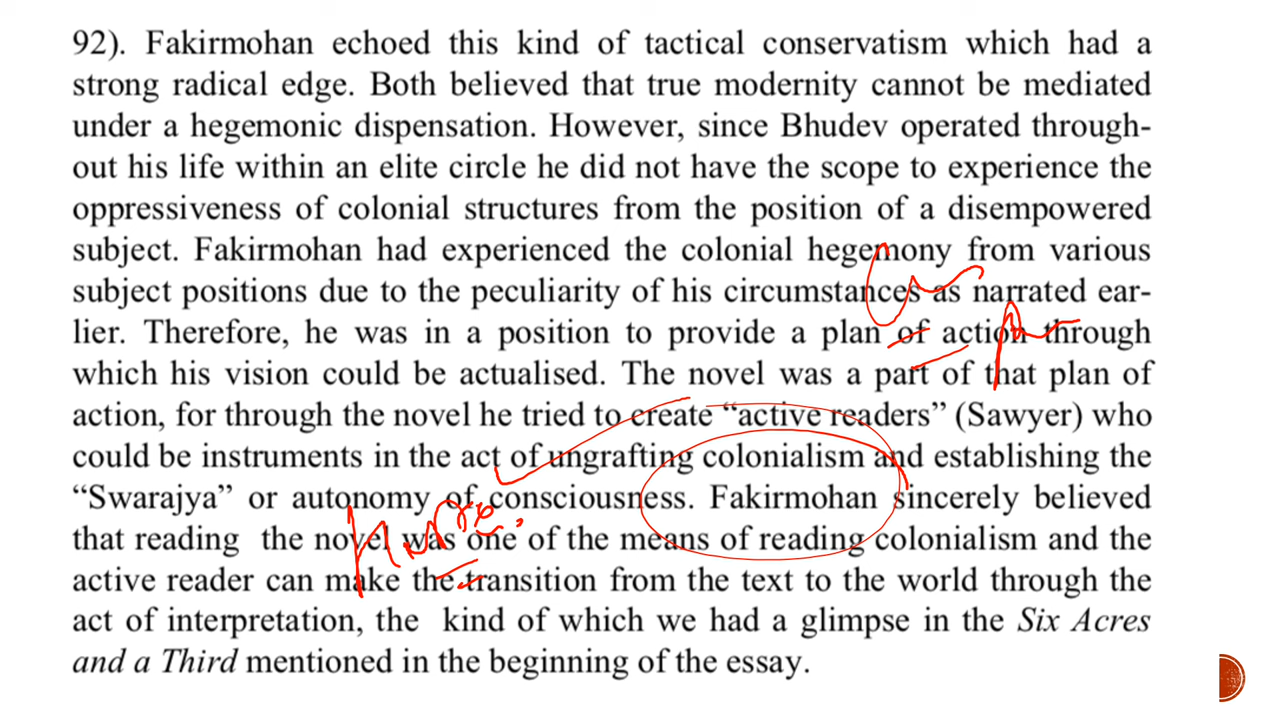 92). Fakirmohan echoed this kind of tactical conservatism which had a
strong radical edge. Both believed that true modernity cannot be mediated
under a hegemonic dispensation. However, since Bhudev operated through-
out his life within an elite circle he did not have the scope to experience the
oppressiveness of colonial structures from the position of a disempowered
subject. Fakirmohan had experienced the colonial hegemony from various
subject positions due to the peculiarity of his circumstances as narrated ear-
lier. Therefore, he was in a position to provide a plan of action through
which his vision could be actualised. The novel was a part of that plan of
action, for through the novel he tried to create “active readers” (Sawyer) who
could be instruments in the act of ungrafting colonialism and establishing the
“Swarajya” or autonomy of consciousness. Fakirmohan sincerely believed
that reading the novel was one of the means of reading colonialism and the
active reader can make the transition from the text to the world through the
act of interpretation, the kind of which we had a glimpse in the Six Acres
and a Third mentioned in the beginning of the essay.